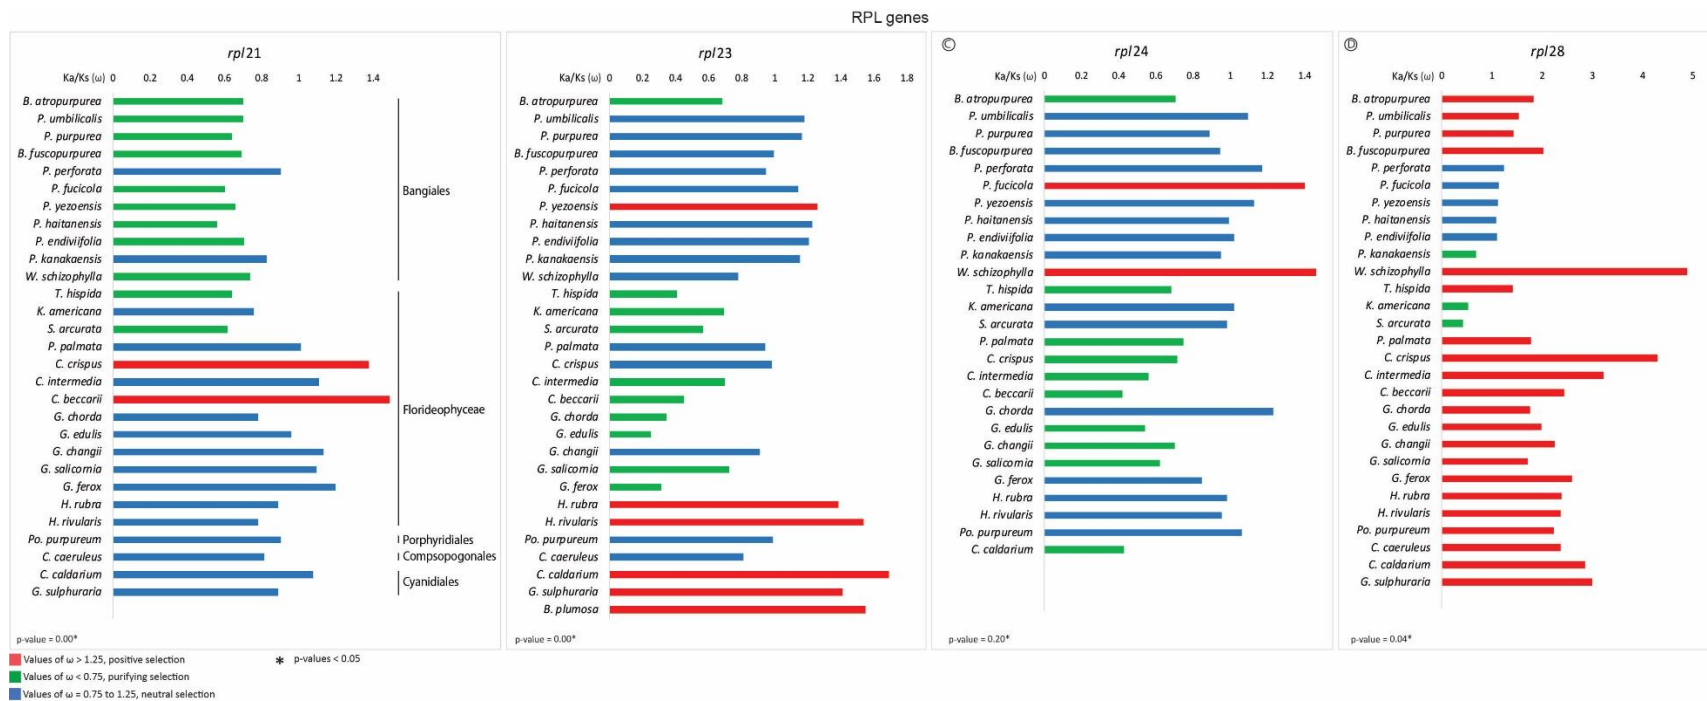 RPL genes
rpl21
Ka/Ks (ω) 0 0.2 0.4 0.6 0.8 1 1.2 1.4
B. atropurpurea
P. umbilicalis
P. purpurea
B. fuscopurpurea
P. perforata
P. fucicola
P. yezoensis
P. haitanensis
P. endiviifolia
P. kanakaensis
W. schizophylla
T. hispida
K. americana
S. arcurata
P. palmata
C. crispus
C. intermedia
C. beccarii
G. chorda
G. edulis
G. changii
G. salicornia
G. ferox
H. rubra
H. rivularis
Po. purpureum
C. caeruleus
C. caldarium
G. sulphuraria
Bangiales
Florideophyceae
Porphyridiales
Compsopogonales
Cyanidiales
p-value = 0.00*
rpl23
Ka/Ks (ω) 0 0.2 0.4 0.6 0.8 1 1.2 1.4 1.6 1.8
B. atropurpurea
P. umbilicalis
P. purpurea
B. fuscopurpurea
P. perforata
P. fucicola
P. yezoensis
P. haitanensis
P. endiviifolia
P. kanakaensis
W. schizophylla
T. hispida
K. americana
S. arcurata
P. palmata
C. crispus
C. intermedia
C. beccarii
G. chorda
G. edulis
G. changii
G. salicornia
G. ferox
H. rubra
H. rivularis
Po. purpureum
C. caeruleus
C. caldarium
G. sulphuraria
B. plumosa
p-value = 0.00*
C
rpl24
Ka/Ks (ω) 0 0.2 0.4 0.6 0.8 1 1.2 1.4
B. atropurpurea
P. umbilicalis
P. purpurea
B. fuscopurpurea
P. perforata
P. fucicola
P. yezoensis
P. haitanensis
P. endiviifolia
P. kanakaensis
W. schizophylla
T. hispida
K. americana
S. arcurata
P. palmata
C. crispus
C. intermedia
C. beccarii
G. chorda
G. edulis
G. changii
G. salicornia
G. ferox
H. rubra
H. rivularis
Po. purpureum
C. caldarium
p-value = 0.20*
D
rpl28
Ka/Ks (ω) 0 1 2 3 4 5
B. atropurpurea
P. umbilicalis
P. purpurea
B. fuscopurpurea
P. perforata
P. fucicola
P. yezoensis
P. haitanensis
P. endiviifolia
P. kanakaensis
W. schizophylla
T. hispida
K. americana
S. arcurata
P. palmata
C. crispus
C. intermedia
C. beccarii
G. chorda
G. edulis
G. changii
G. salicornia
G. ferox
H. rubra
H. rivularis
Po. purpureum
C. caeruleus
C. caldarium
G. sulphuraria
p-value = 0.04*
Values of ω > 1.25, positive selection
Values of ω < 0.75, purifying selection
Values of ω = 0.75 to 1.25, neutral selection
* p-values < 0.05